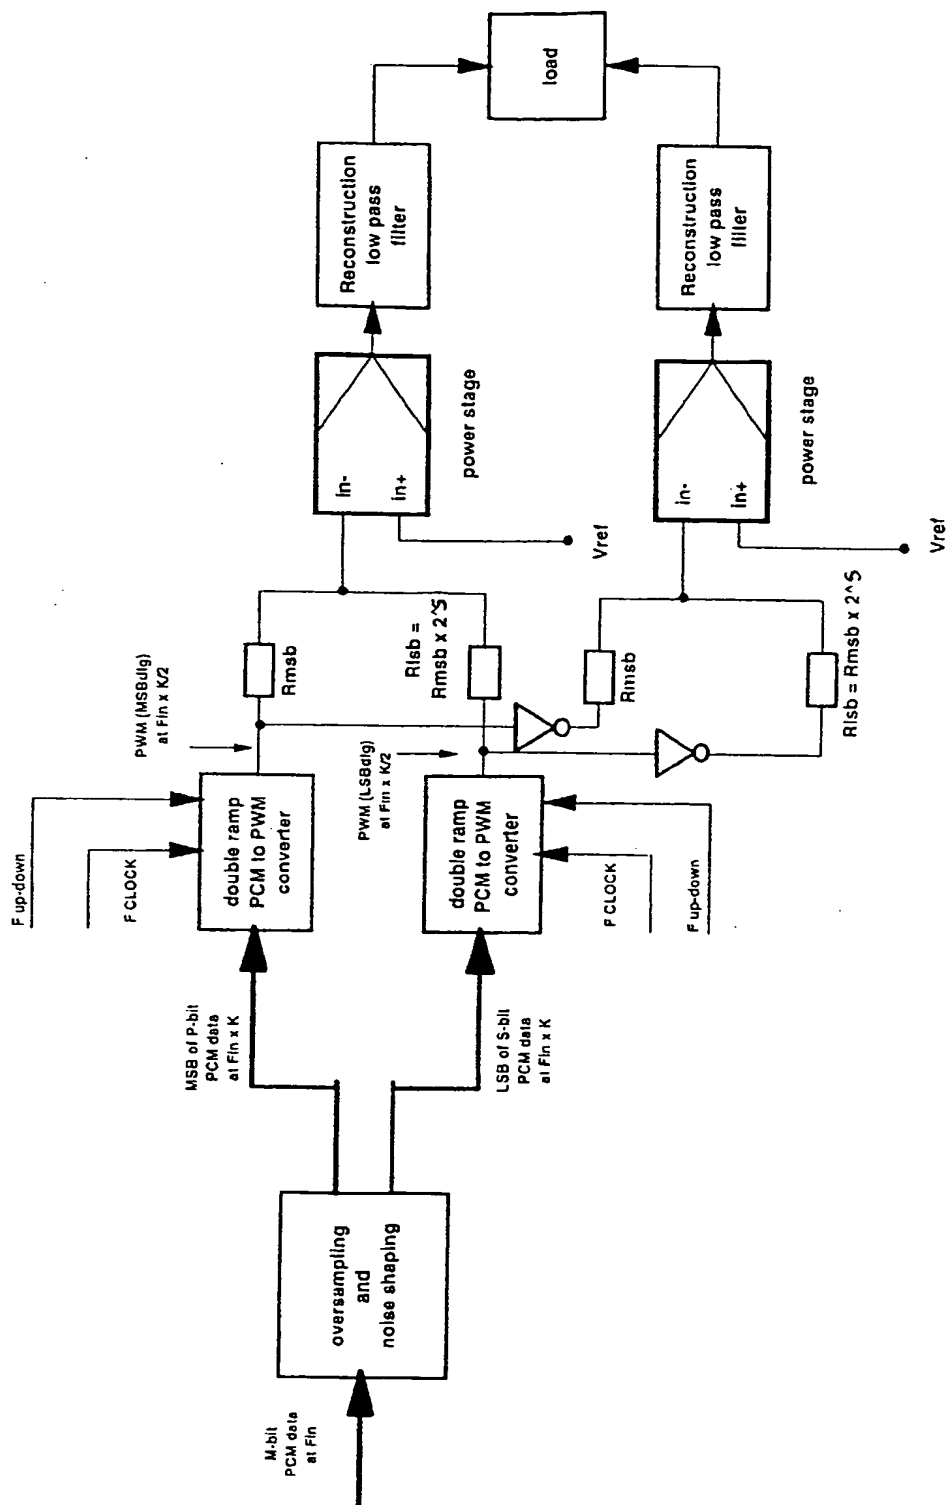 M-bit
PCM data
at Fin
oversampling
and
noise shaping
MSB of P-bit
PCM data
at Fin x K
LSB of S-bit
PCM data
at Fin x K
F up-down
F CLOCK
double ramp
PCM to PWM
converter
double ramp
PCM to PWM
converter
F CLOCK
F up-down
PWM (MSBdig)
at Fin x K/2
PWM (LSBdig)
at Fin x K/2
Rmsb
Rlsb =
Rmsb x 2^S
Rmsb
Rlsb = Rmsb x 2^S
Vref
Vref
in-
in+
power stage
in-
in+
power stage
Reconstruction
low pass
filter
Reconstruction
low pass
filter
load